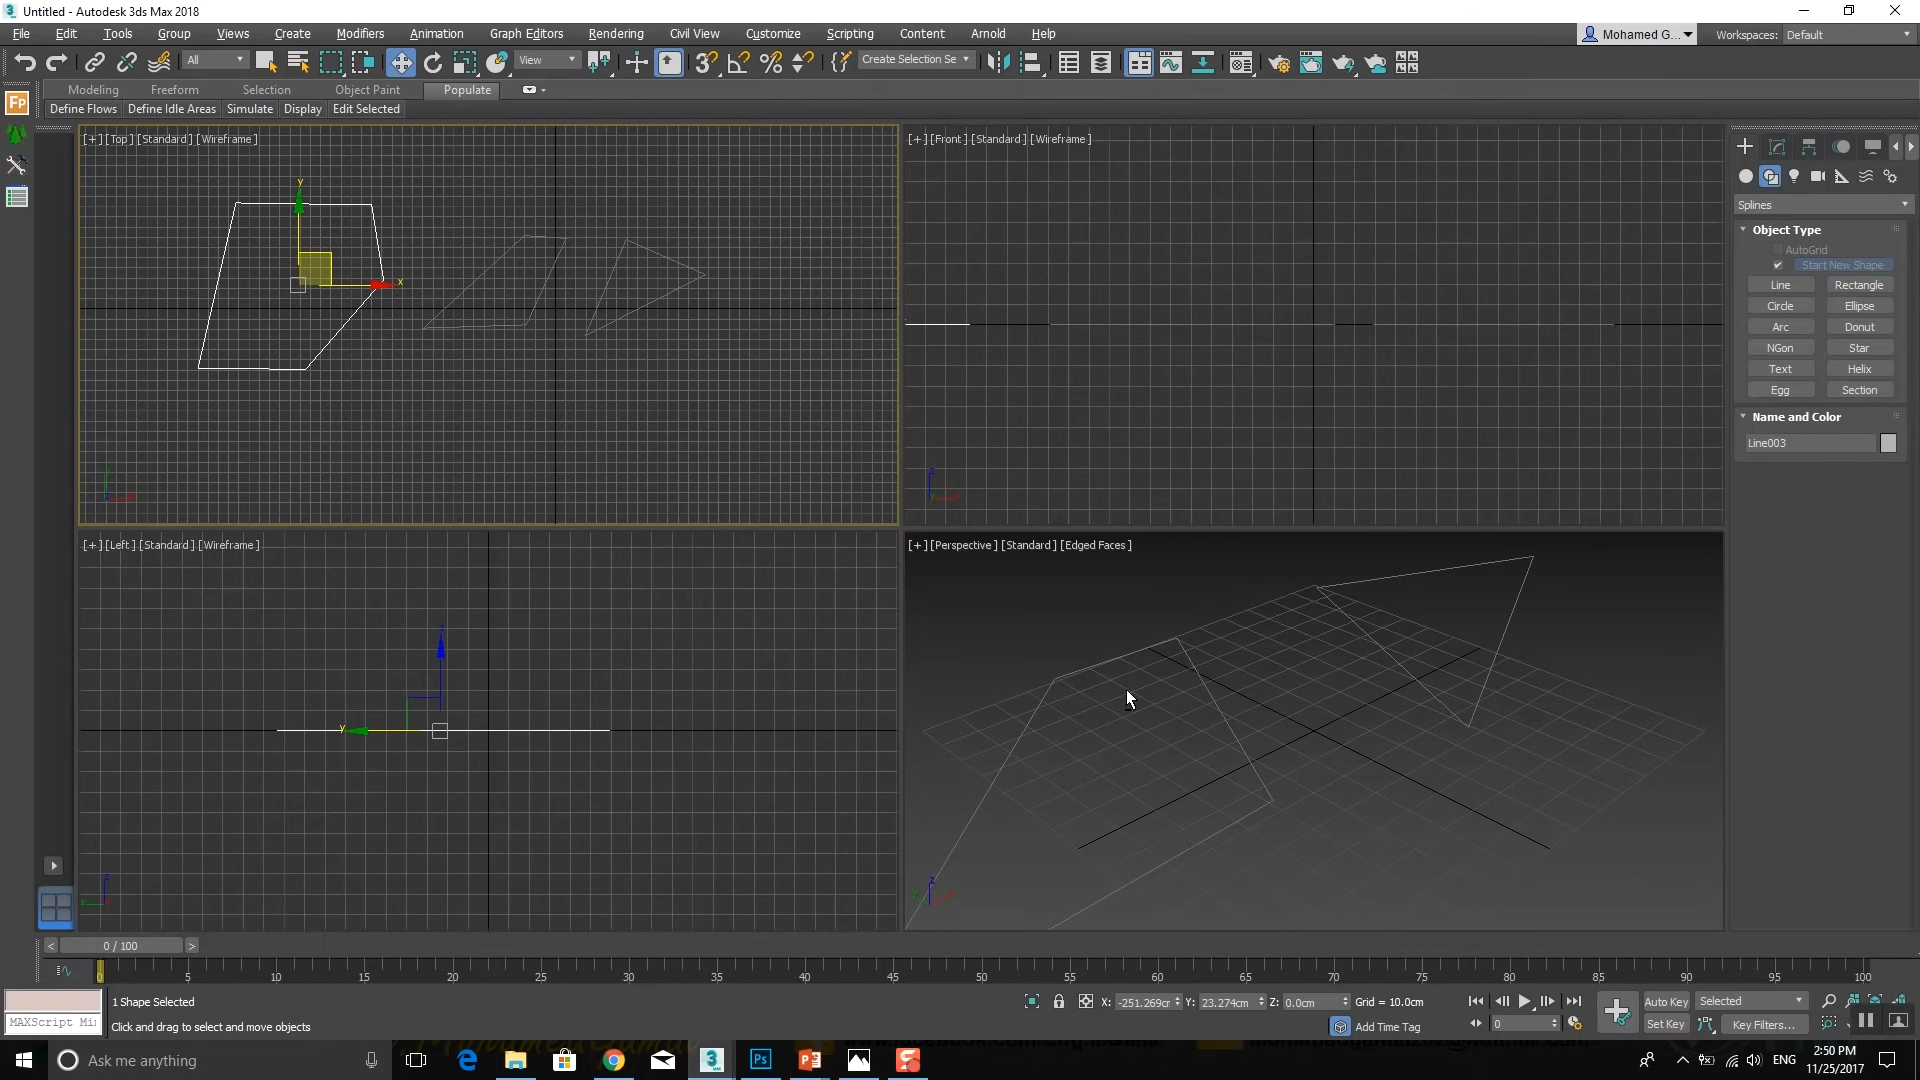 Untitled - Autodesk 3ds Max 2018
File Edit Tools Group Views Create Modifiers Animation Graph Editors Rendering Civil View Customize Scripting Content Arnold Help
Mohamed G... Workspaces: Default
All View Create Selection Se
Modeling Freeform Selection Object Paint Populate
Define Flows Define Idle Areas Simulate Display Edit Selected
[+] [Top] [Standard] [Wireframe]
[+] [Front] [Standard] [Wireframe]
y
x
Splines
Object Type
AutoGrid
Start New Shape
Line Rectangle
Circle Ellipse
Arc Donut
NGon Star
Text Helix
Egg Section
Name and Color
Line003
[+] [Left] [Standard] [Wireframe]
[+] [Perspective] [Standard] [Edged Faces]
z
y
< 0 / 100 >
0 5 10 15 20 25 30 35 40 45 50 55 60 65 70 75 80 85 90 95 100
1 Shape Selected
X: -251.269cm Y: 23.274cm Z: 0.0cm Grid = 10.0cm
Auto Key Selected
MAXScript Mi
Click and drag to select and move objects
Add Time Tag
0
Set Key Key Filters...
Ask me anything
ENG
2:50 PM
11/25/2017